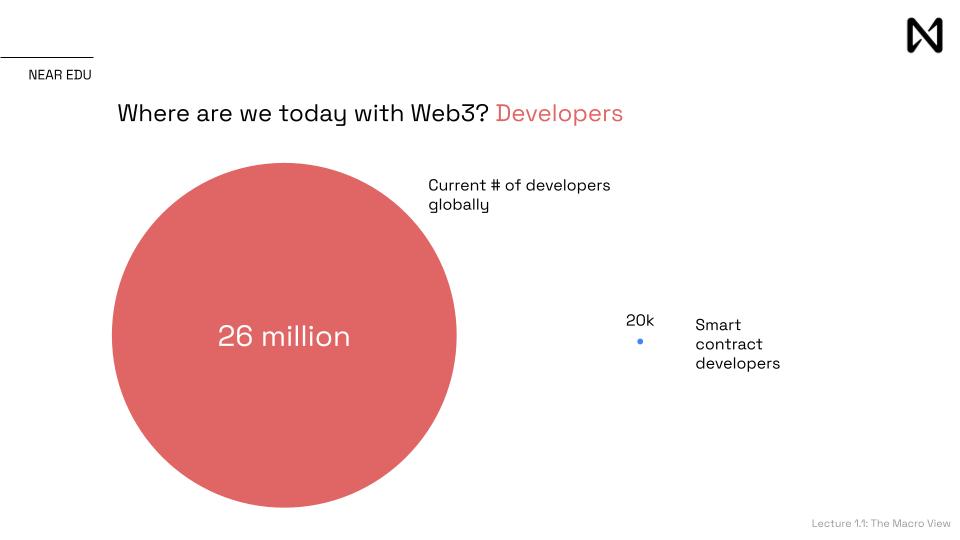 NEAR EDU
Where are we today with Web3? Developers
Current # of developers
globally
26 million
20k
Smart
contract
developers
Lecture 1.1: The Macro View